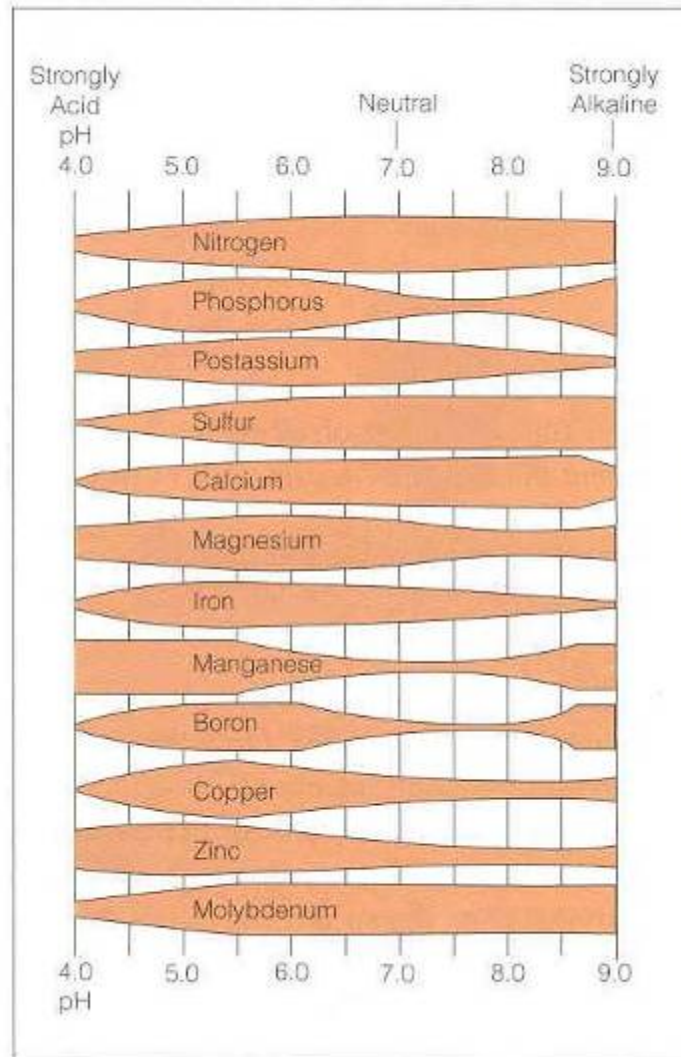 Strongly Acid pH
Neutral
Strongly Alkaline
4.0 5.0 6.0 7.0 8.0 9.0
Nitrogen
Phosphorus
Postassium
Sulfur
Calcium
Magnesium
Iron
Manganese
Boron
Copper
Zinc
Molybdenum
4.0 5.0 6.0 7.0 8.0 9.0
pH